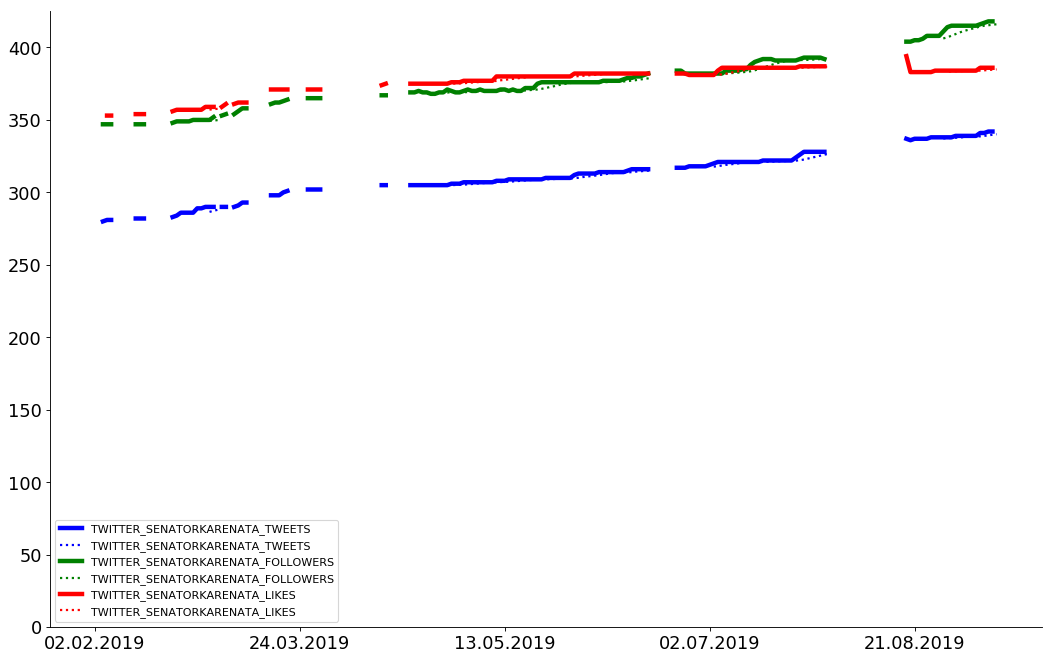 400
350
300
250
200
150
100
50
0
TWITTER_SENATORKARENATA_TWEETS
TWITTER_SENATORKARENATA_TWEETS
TWITTER_SENATORKARENATA_FOLLOWERS
TWITTER_SENATORKARENATA_FOLLOWERS
TWITTER_SENATORKARENATA_LIKES
TWITTER_SENATORKARENATA_LIKES
02.02.2019 24.03.2019 13.05.2019 02.07.2019 21.08.2019